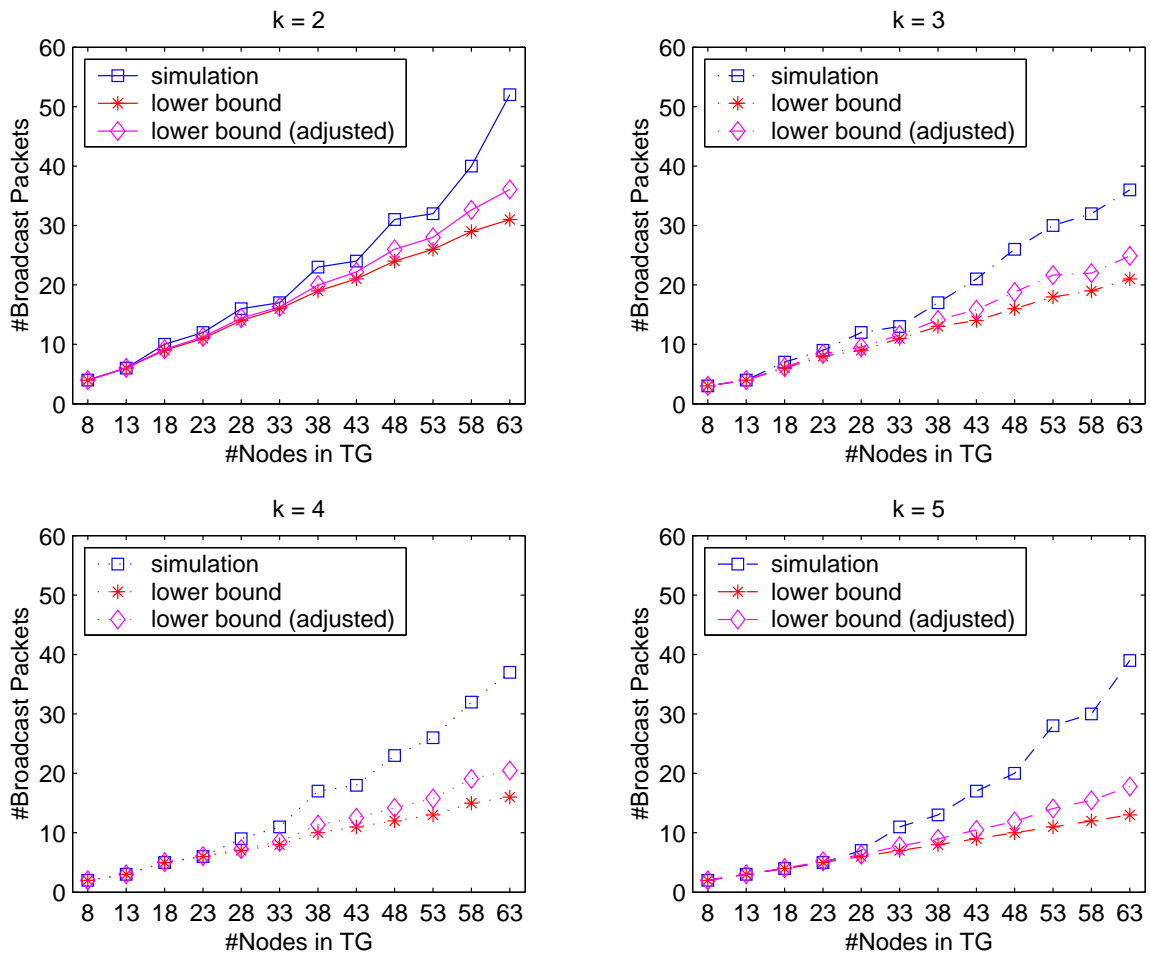 k = 2
60
50
40
30
20
10
0
#Broadcast Packets
simulation
lower bound
lower bound (adjusted)
8 13 18 23 28 33 38 43 48 53 58 63
#Nodes in TG
k = 3
60
50
40
30
20
10
0
#Broadcast Packets
simulation
lower bound
lower bound (adjusted)
8 13 18 23 28 33 38 43 48 53 58 63
#Nodes in TG
k = 4
60
50
40
30
20
10
0
#Broadcast Packets
simulation
lower bound
lower bound (adjusted)
8 13 18 23 28 33 38 43 48 53 58 63
#Nodes in TG
k = 5
60
50
40
30
20
10
0
#Broadcast Packets
simulation
lower bound
lower bound (adjusted)
8 13 18 23 28 33 38 43 48 53 58 63
#Nodes in TG